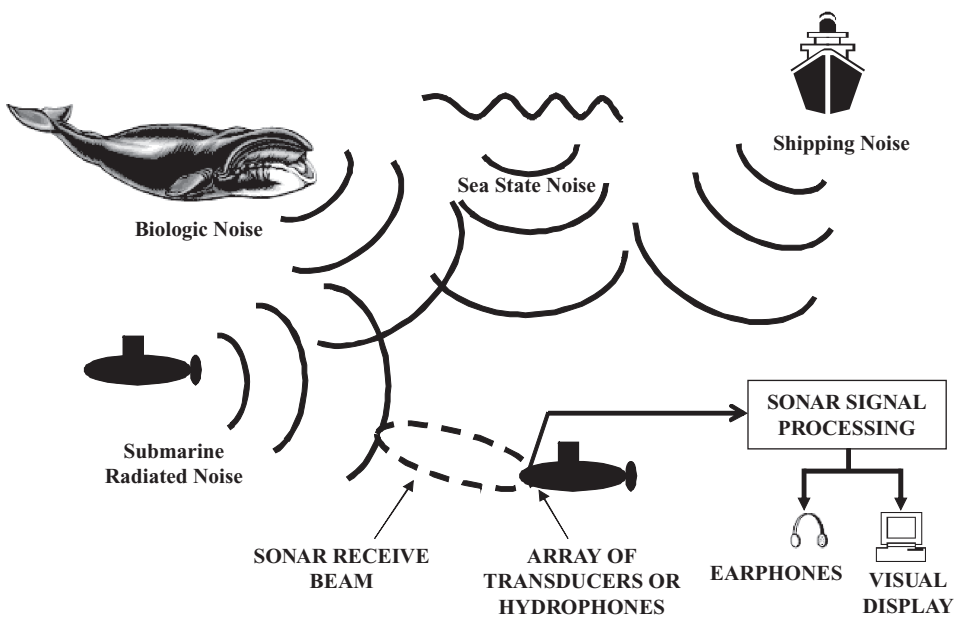 Shipping Noise
Sea State Noise
Biologic Noise
SONAR SIGNAL
PROCESSING
Submarine
Radiated Noise
SONAR RECEIVE
BEAM
ARRAY OF
TRANSDUCERS OR
HYDROPHONES
EARPHONES
VISUAL
DISPLAY